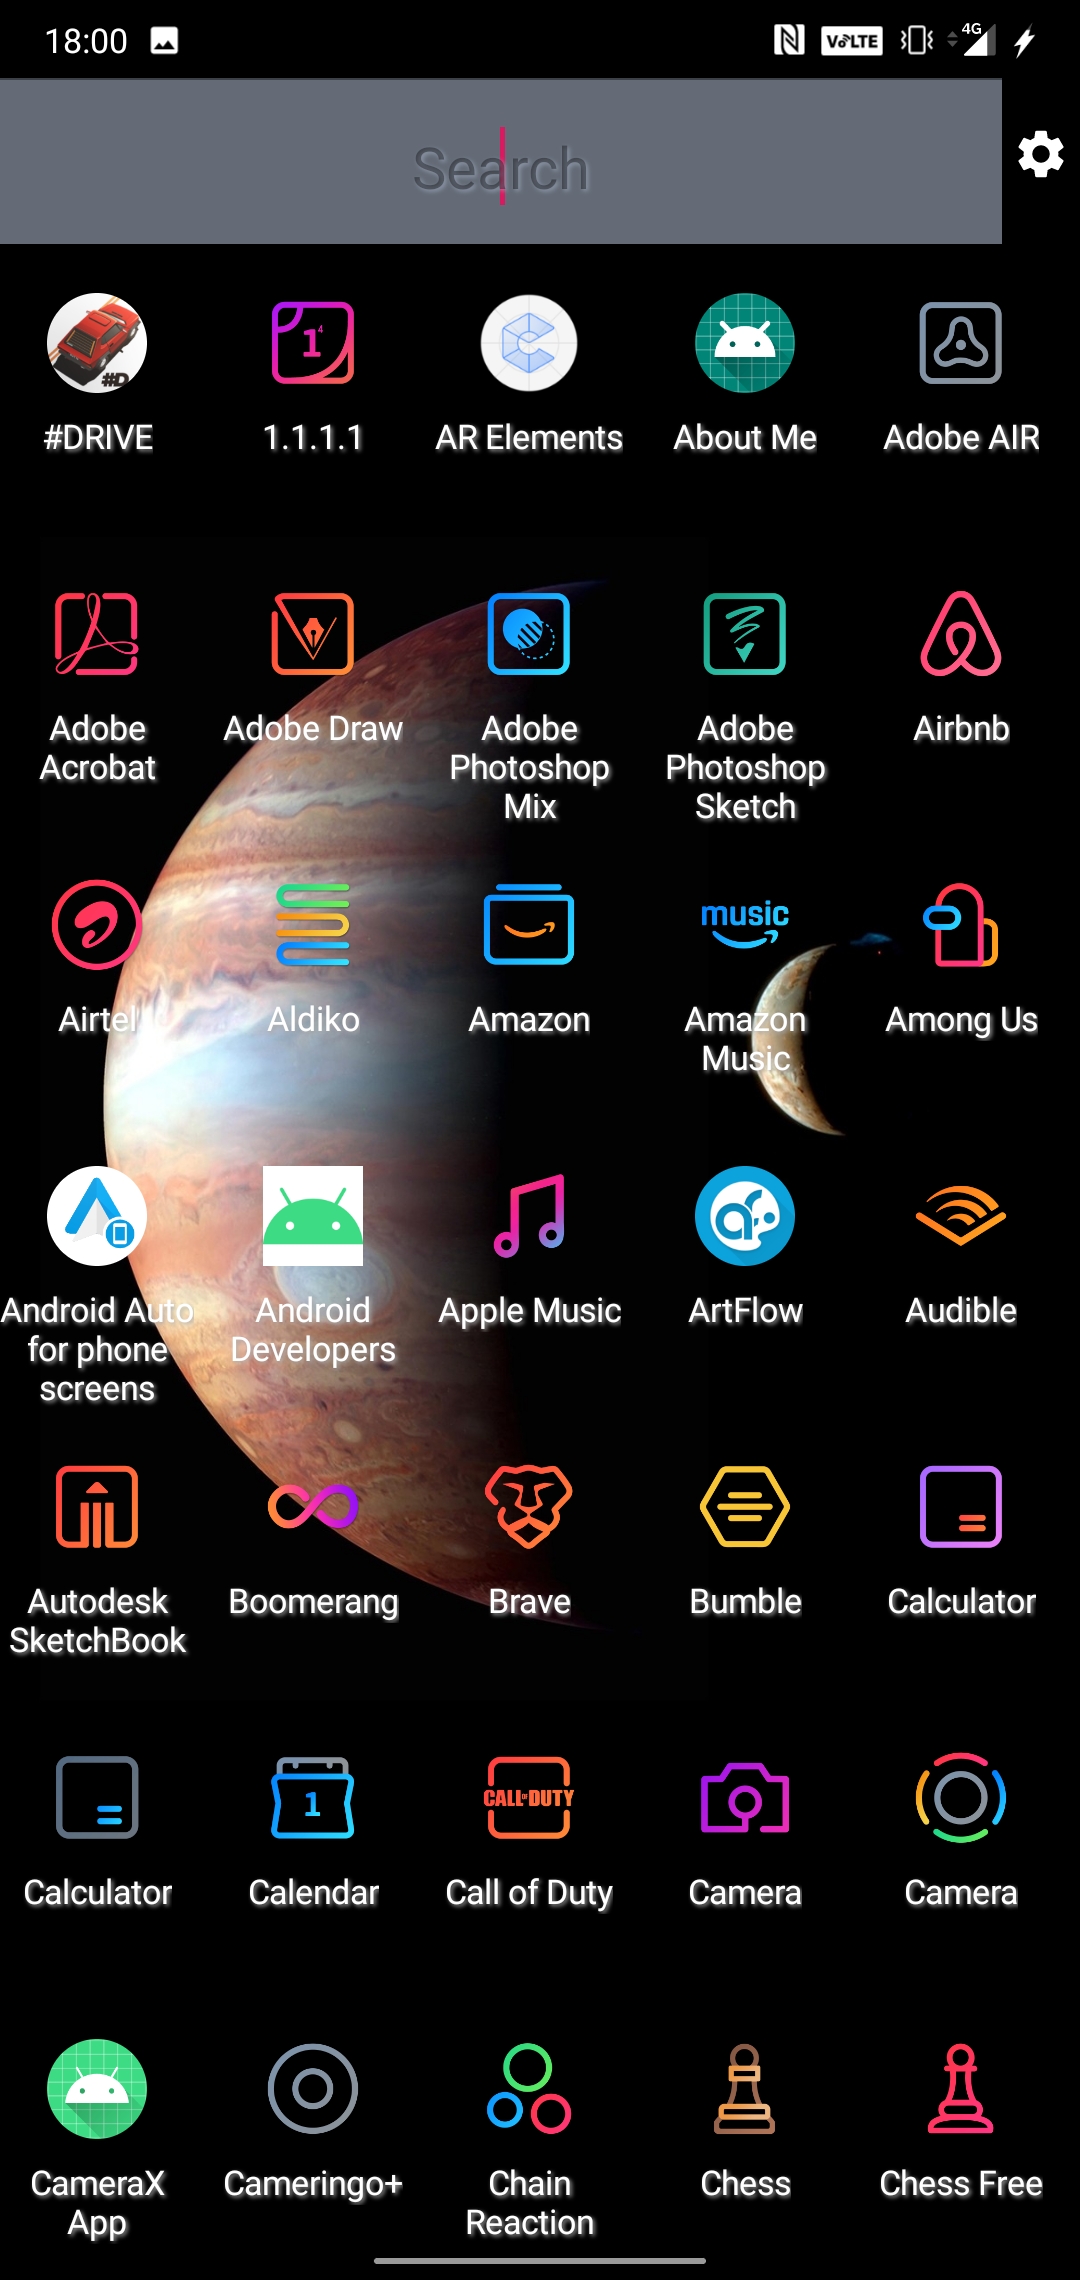 18:00 VoLTE 4G
Search
#D 1⁴
#DRIVE 1.1.1.1 AR Elements About Me Adobe AIR
Adobe Adobe Draw Adobe Adobe Airbnb
Acrobat Photoshop Photoshop
Mix Sketch
music
Airtel Aldiko Amazon Amazon Among Us
Music
Android Auto Android Apple Music ArtFlow Audible
for phone Developers
screens
Autodesk Boomerang Brave Bumble Calculator
SketchBook
1 CALL OF DUTY
Calculator Calendar Call of Duty Camera Camera
CameraX Cameringo+ Chain Chess Chess Free
App Reaction